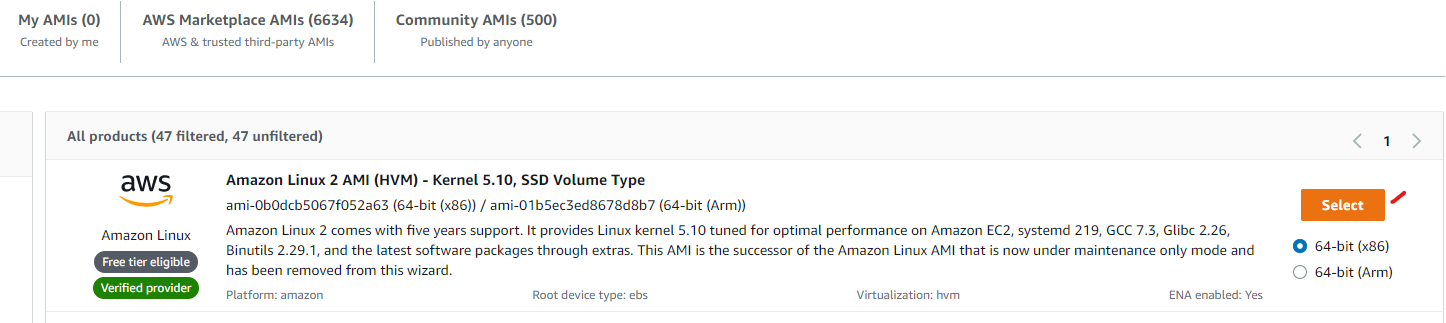 My AMIs (0)
Created by me
AWS Marketplace AMIs (6634)
AWS & trusted third-party AMIs
Community AMIs (500)
Published by anyone
All products (47 filtered, 47 unfiltered)
1
aws
Amazon Linux
Free tier eligible
Verified provider
Amazon Linux 2 AMI (HVM) - Kernel 5.10, SSD Volume Type
ami-0b0dcb5067f052a63 (64-bit (x86)) / ami-01b5ec3ed8678d8b7 (64-bit (Arm))
Amazon Linux 2 comes with five years support. It provides Linux kernel 5.10 tuned for optimal performance on Amazon EC2, systemd 219, GCC 7.3, Glibc 2.26,
Binutils 2.29.1, and the latest software packages through extras. This AMI is the successor of the Amazon Linux AMI that is now under maintenance only mode and
has been removed from this wizard.
Platform: amazon
Root device type: ebs
Virtualization: hvm
ENA enabled: Yes
Select
64-bit (x86)
64-bit (Arm)